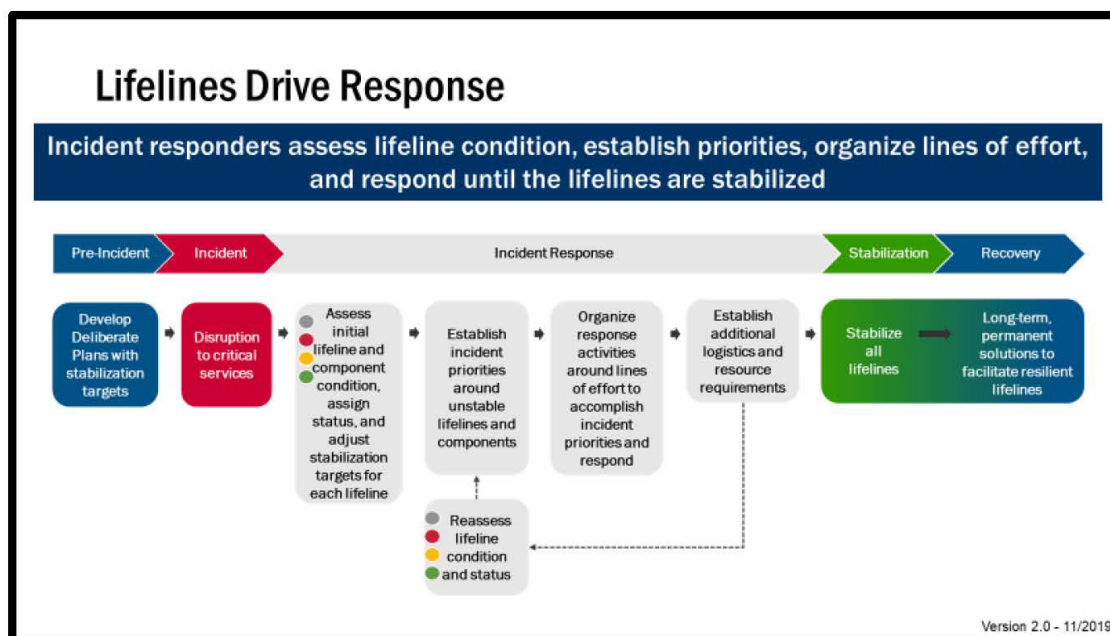 Lifelines Drive Response
Incident responders assess lifeline condition, establish priorities, organize lines of effort,
and respond until the lifelines are stabilized
Pre-Incident
Incident
Incident Response
Stabilization
Recovery
Develop
Deliberate
Plans with
stabilization
targets
Disruption
to critical
services
Assess
initial
lifeline and
component
condition,
assign
status, and
adjust
stabilization
targets for
each lifeline
Establish
incident
priorities
around
unstable
lifelines and
components
Organize
response
activities
around lines
of effort to
accomplish
incident
priorities and
respond
Establish
additional
logistics and
resource
requirements
Stabilize
all
lifelines
Long-term,
permanent
solutions to
facilitate resilient
lifelines
Reassess
lifeline
condition
and status
Version 2.0 - 11/2019